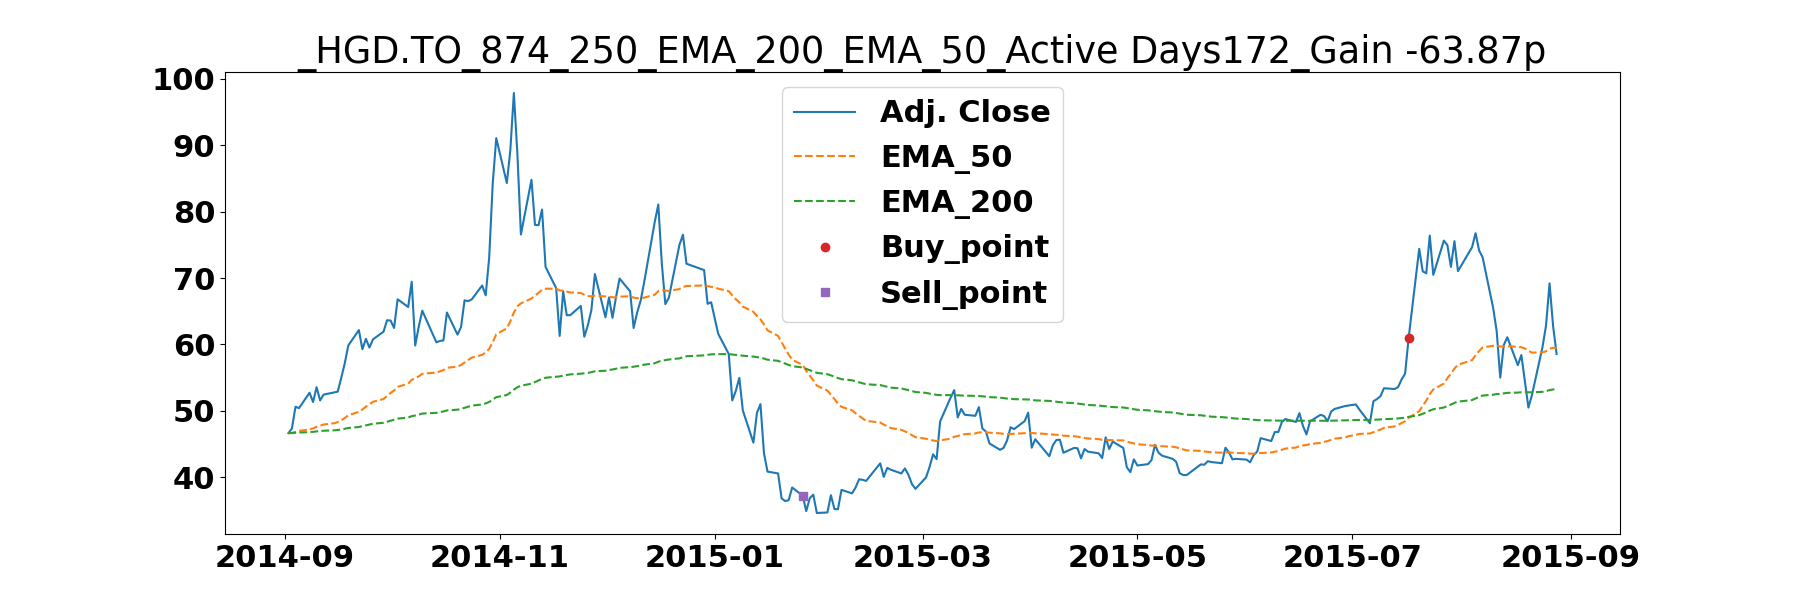 _HGD.TO_874_250_EMA_200_EMA_50_Active Days172_Gain -63.87p
100
90
80
70
60
50
40
Adj. Close
EMA_50
EMA_200
Buy_point
Sell_point
2014-09 2014-11 2015-01 2015-03 2015-05 2015-07 2015-09